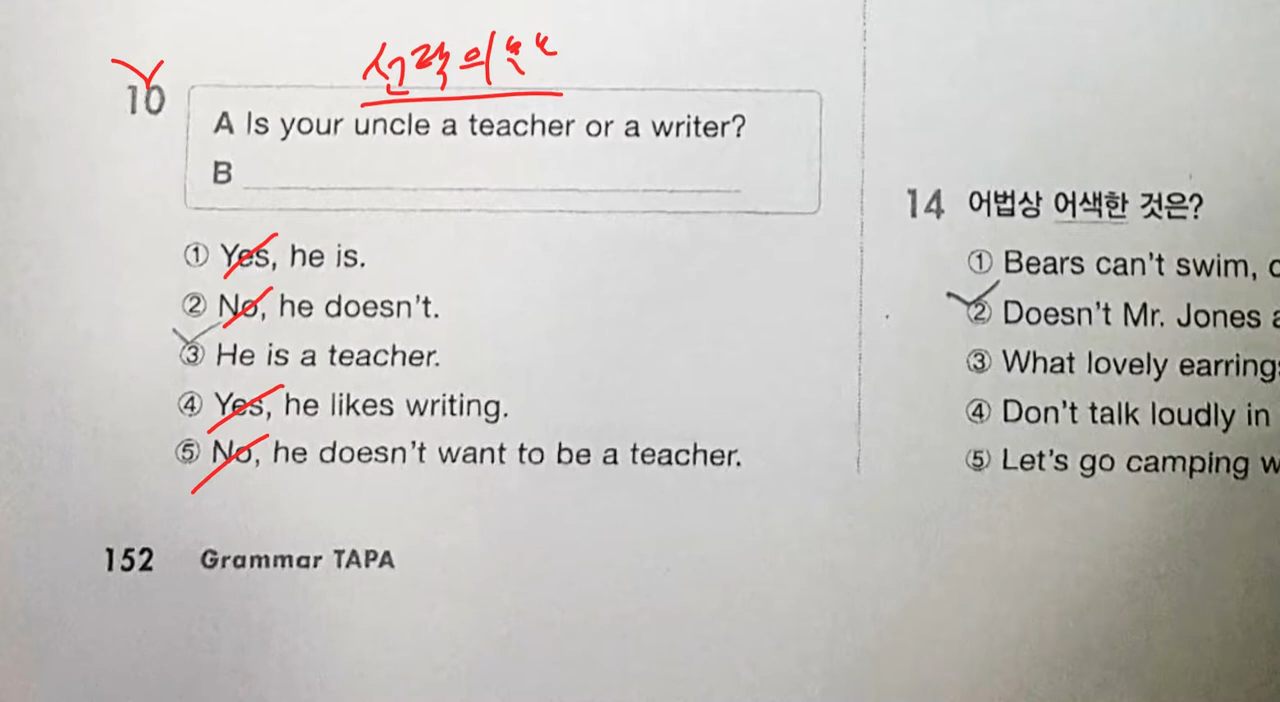 선택의문문
10
A Is your uncle a teacher or a writer?
B
① Yes, he is.
② No, he doesn't.
③ He is a teacher.
④ Yes, he likes writing.
⑤ No, he doesn't want to be a teacher.
152 Grammar TAPA
14 어법상 어색한 것은?
① Bears can't swim,
② Doesn't Mr. Jones
③ What lovely earring
④ Don't talk loudly in
⑤ Let's go camping